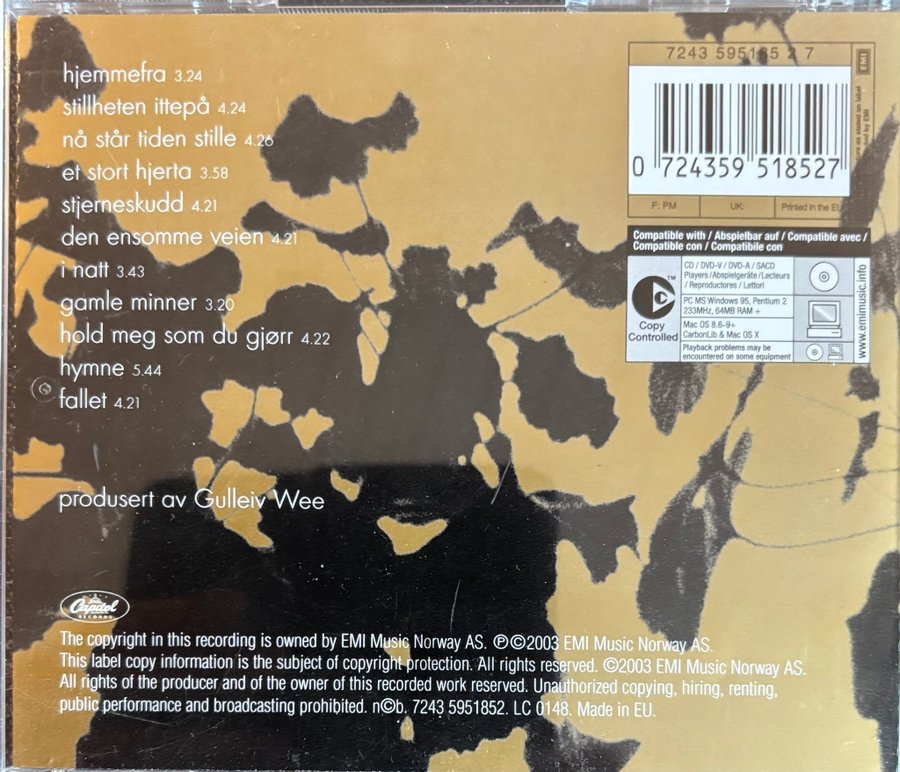 hjemmefra 3.24
stillheten ittepå 4.24
nå står tiden stille 4.26
et stort hjerta 3.58
stjerneskudd 4.21
den ensomme veien 4.21
i natt 3.43
gamle minner 3.20
hold meg som du gjørr 4.22
hymne 5.44
fallet 4.21
produsert av Gulleiv Wee
7243 595185 2 7
EMI
as stated on label
by EMI
0 724359 518527
F: PM
UK:
Printed in the EU
Compatible with / Abspielbar auf / Compatible avec /
Compatible con / Compatibile con
TM
Copy
Controlled
CD / DVD-V / DVD-A / SACD
Players /Abspielgeräte /Lecteurs
/ Reproductores / Lettori
PC MS Windows 95, Pentium 2
233MHz, 64MB RAM +
Mac OS 8.6-9+
CarbonLib & Mac OS X
Playback problems may be
encountered on some equipment
www.emimusic.info
Capitol
RECORDS
The copyright in this recording is owned by EMI Music Norway AS. ℗©2003 EMI Music Norway AS.
This label copy information is the subject of copyright protection. All rights reserved. ©2003 EMI Music Norway AS.
All rights of the producer and of the owner of this recorded work reserved. Unauthorized copying, hiring, renting,
public performance and broadcasting prohibited. n©b. 7243 5951852. LC 0148. Made in EU.